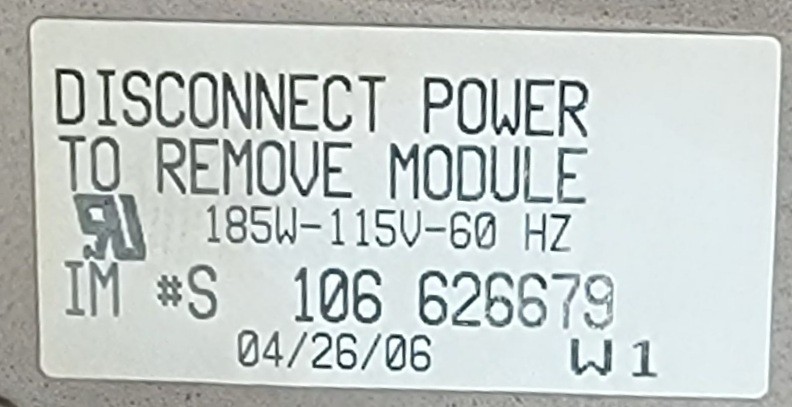 DISCONNECT POWER
TO REMOVE MODULE
185W-115V-60 HZ
IM #S 106 626679
04/26/06 W1